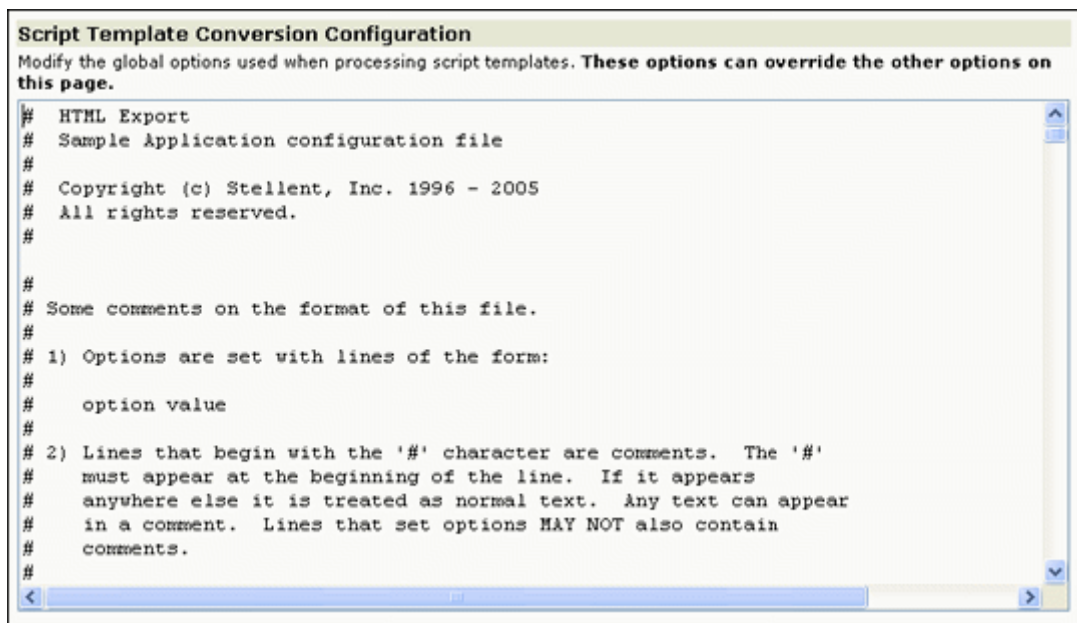 Script Template Conversion Configuration
Modify the global options used when processing script templates. These options can override the other options on
this page.
#  HTML Export
#  Sample Application configuration file
#
#  Copyright (c) Stellent, Inc. 1996 - 2005
#  All rights reserved.
#
#
# Some comments on the format of this file.
#
# 1) Options are set with lines of the form:
#
#    option value
#
# 2) Lines that begin with the '#' character are comments.  The '#'
#    must appear at the beginning of the line.  If it appears
#    anywhere else it is treated as normal text.  Any text can appear
#    in a comment.  Lines that set options MAY NOT also contain
#    comments.
#